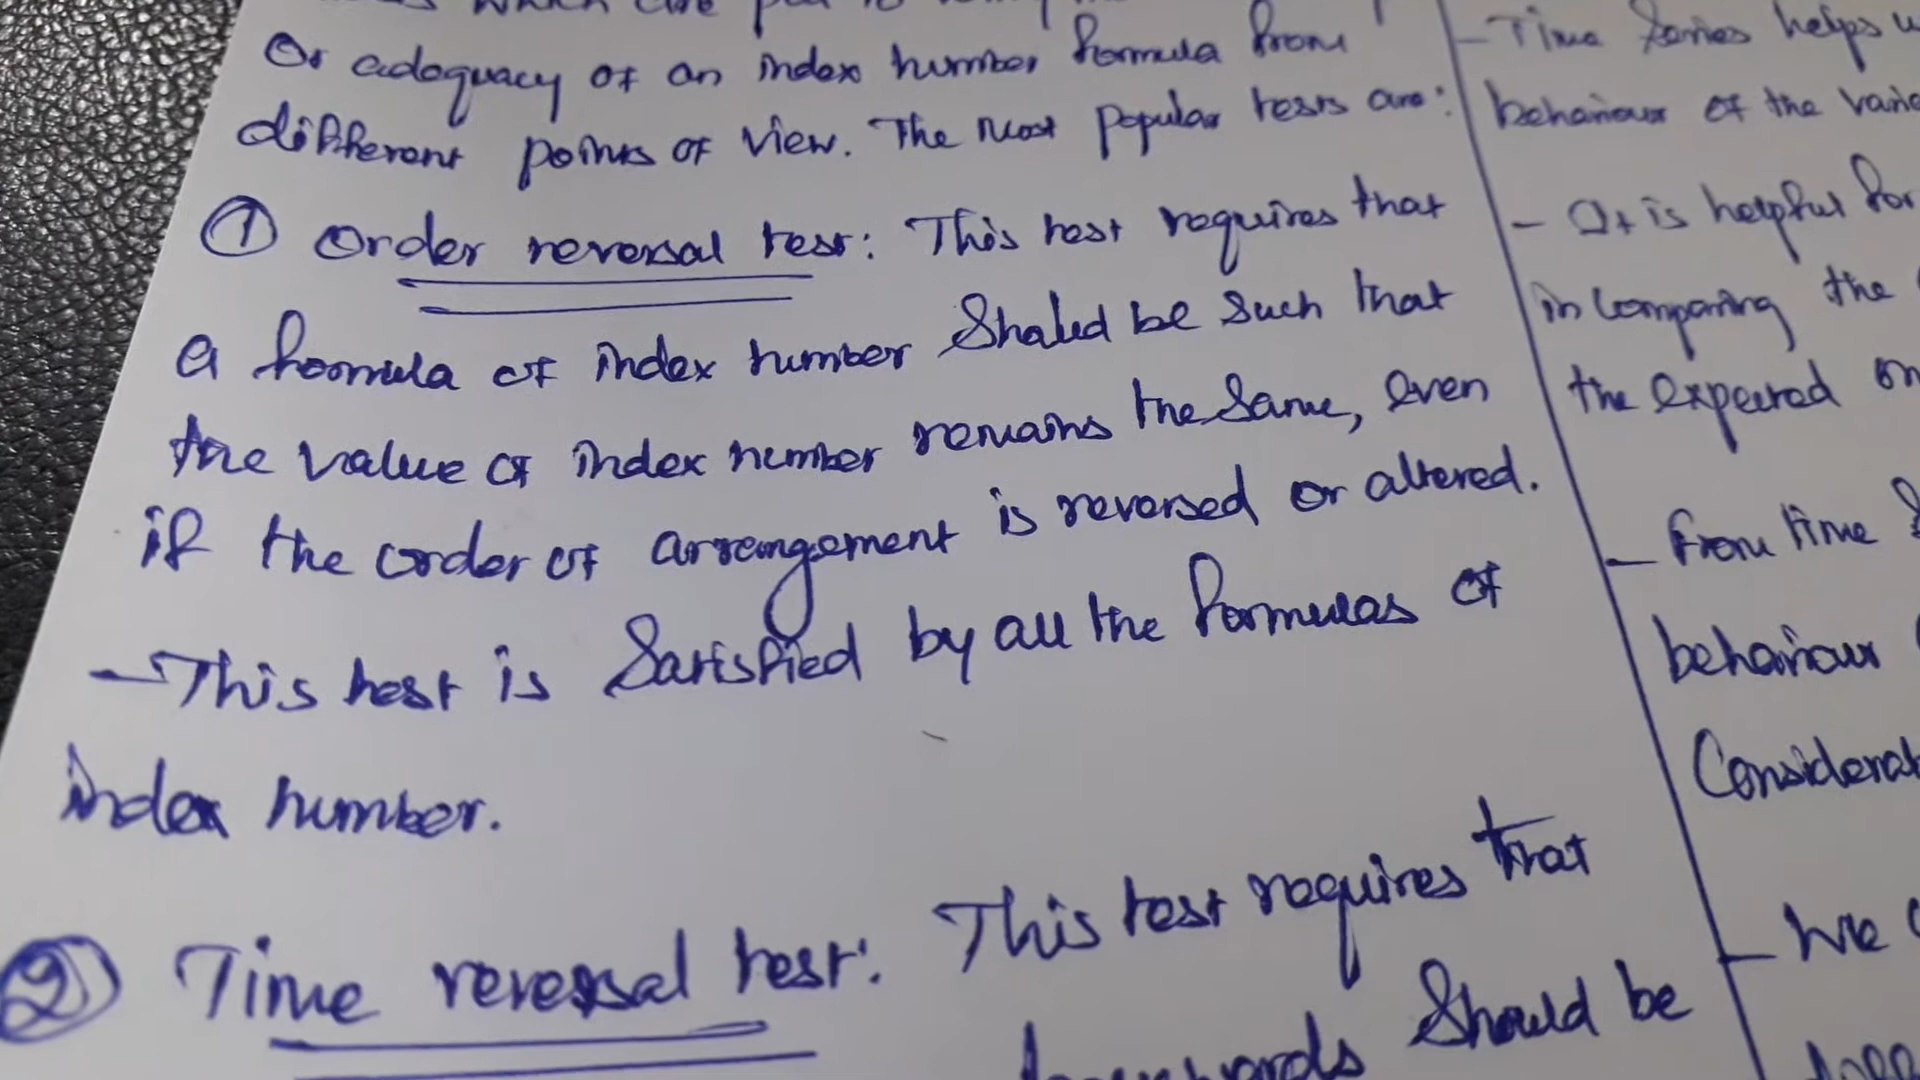 Or adequacy of an index number formula from
different points of view. The most popular tests are:
① Order reversal test: This test requires that
a formula of index number Should be such that
the value of index number remains the same, even
if the order of arrangement is reversed or altered.
- This test is Satisfied by all the formulas of
index number.
② Time reversal test: This test requires that
Should be
- Time Series helps
behaviour of the
- It is helpful for
in Comparing the
the expected
- From time
behaviour
- We